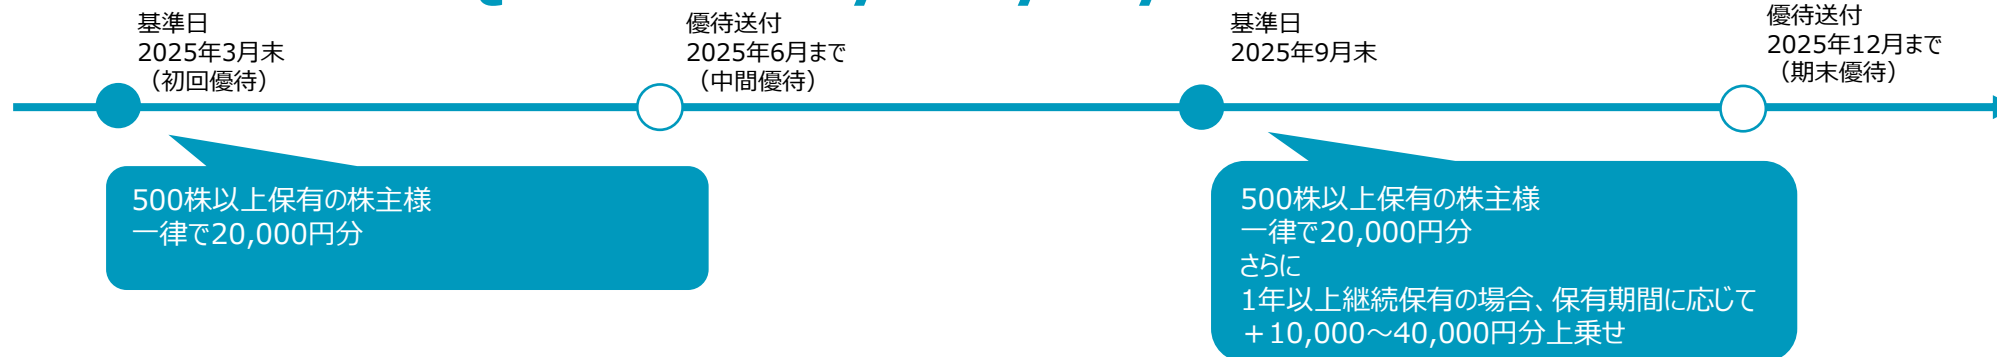 基準日
2025年3月末
（初回優待）
優待送付
2025年6月まで
（中間優待）
基準日
2025年9月末
優待送付
2025年12月まで
（期末優待）
500株以上保有の株主様
一律で20,000円分
500株以上保有の株主様
一律で20,000円分
さらに
1年以上継続保有の場合、保有期間に応じて
＋10,000～40,000円分上乗せ